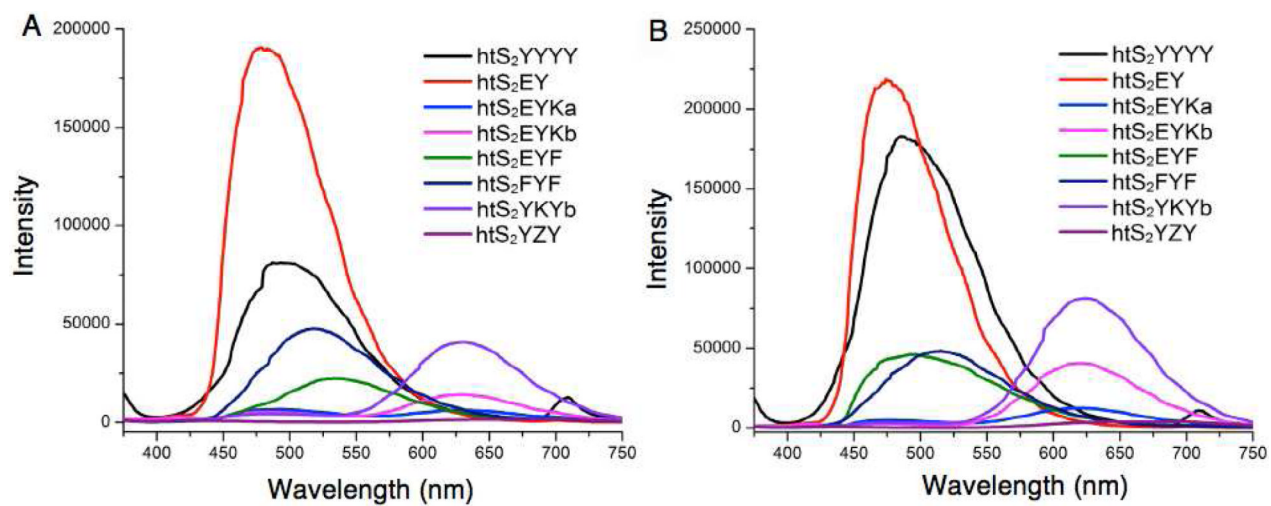 A
200000
150000
100000
50000
0
Intensity
400 450 500 550 600 650 700 750
Wavelength (nm)
htS₂YYYY
htS₂EY
htS₂EYKa
htS₂EYKb
htS₂EYF
htS₂FYF
htS₂YKYb
htS₂YZY
B
250000
200000
150000
100000
50000
0
Intensity
400 450 500 550 600 650 700 750
Wavelength (nm)
htS₂YYYY
htS₂EY
htS₂EYKa
htS₂EYKb
htS₂EYF
htS₂FYF
htS₂YKYb
htS₂YZY